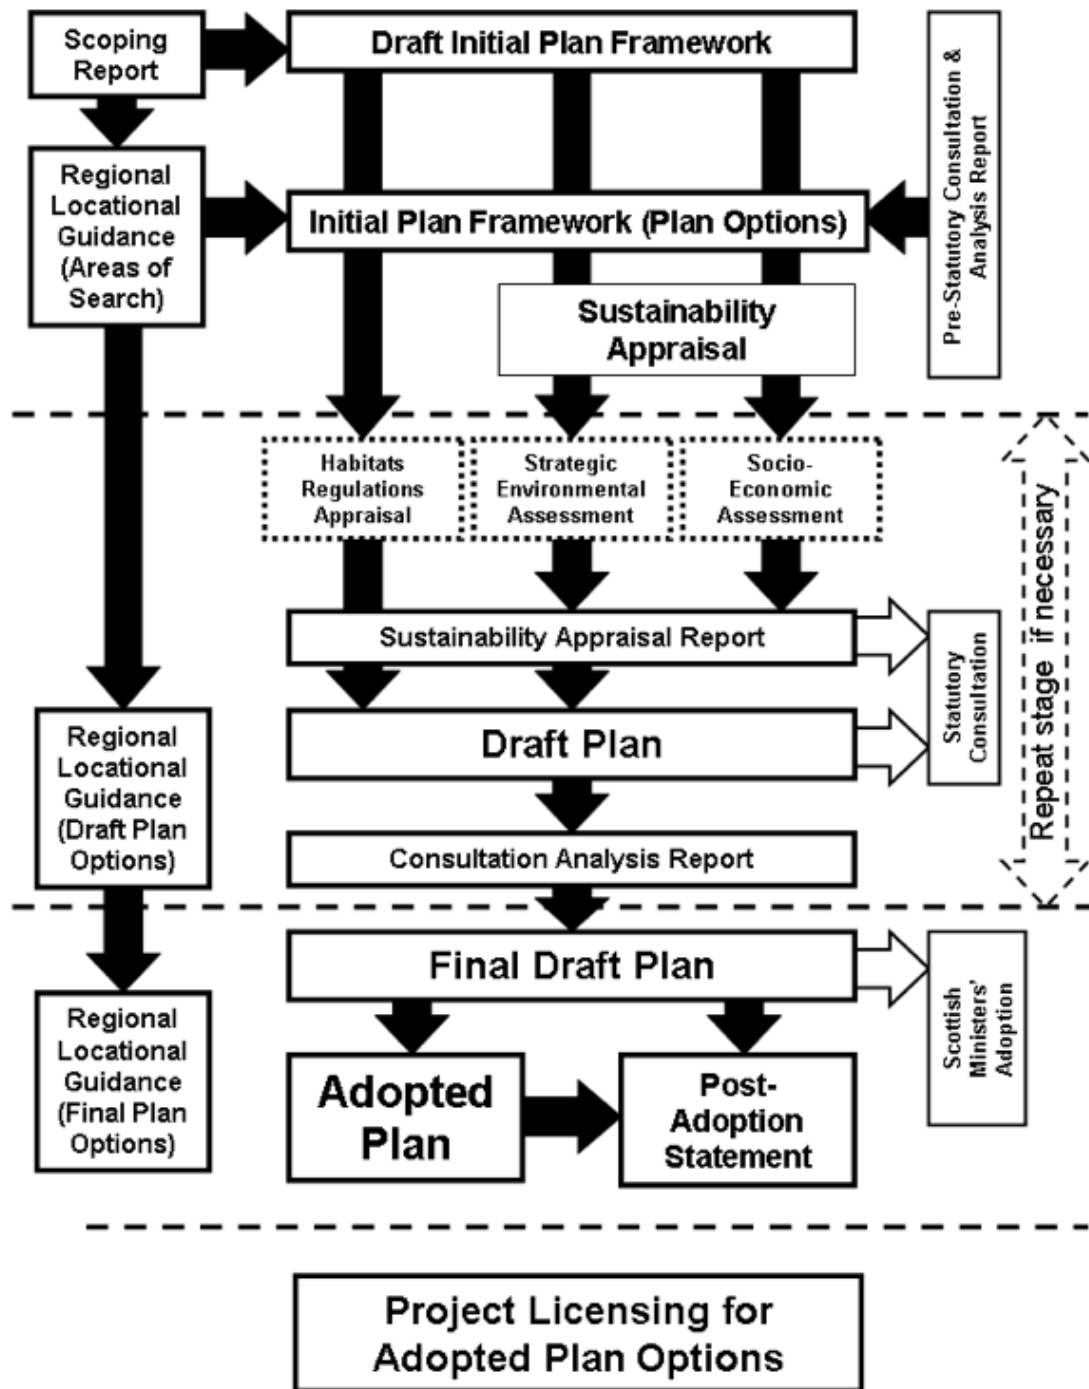 Scoping
Report
Draft Initial Plan Framework
Pre-Statutory Consultation &
Analysis Report
Regional
Locational
Guidance
(Areas of
Search)
Initial Plan Framework (Plan Options)
Sustainability
Appraisal
Habitats
Regulations
Appraisal
Strategic
Environmental
Assessment
Socio-
Economic
Assessment
Repeat stage if necessary
Sustainability Appraisal Report
Statutory
Consultation
Regional
Locational
Guidance
(Draft Plan
Options)
Draft Plan
Consultation Analysis Report
Final Draft Plan
Scottish
Ministers'
Adoption
Regional
Locational
Guidance
(Final Plan
Options)
Adopted
Plan
Post-
Adoption
Statement
Project Licensing for
Adopted Plan Options